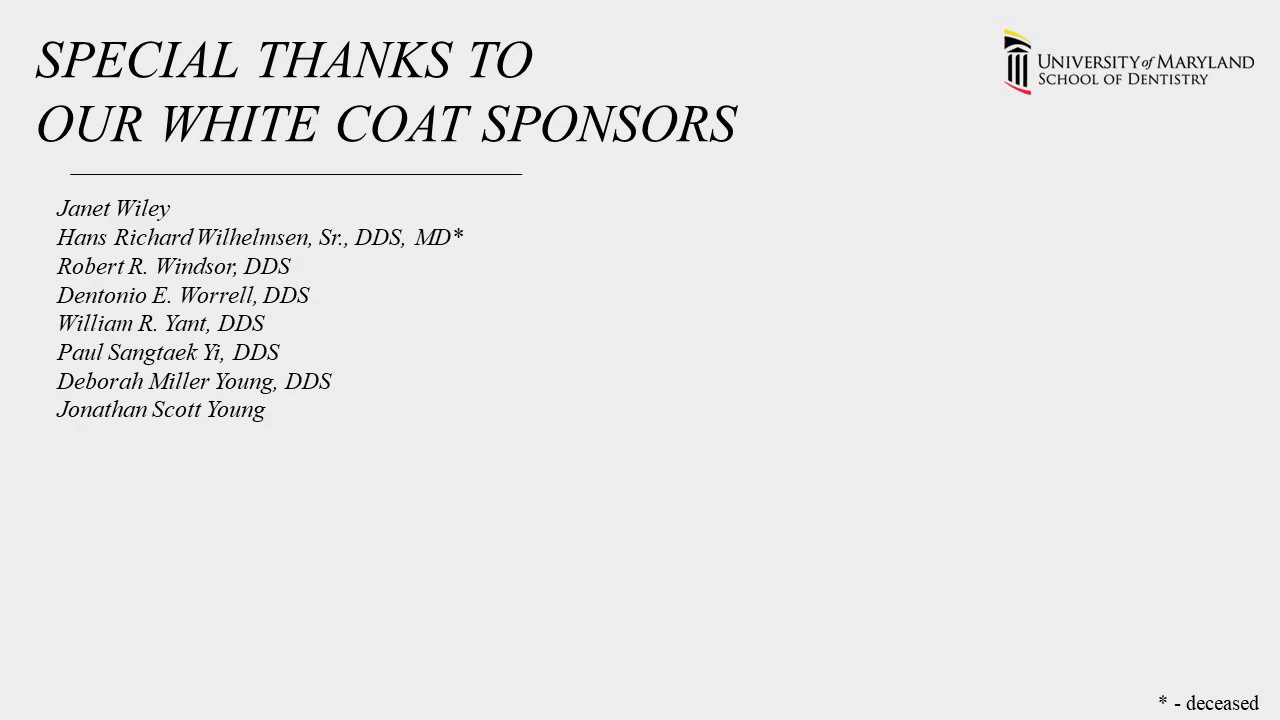 SPECIAL THANKS TO
OUR WHITE COAT SPONSORS
UNIVERSITY of MARYLAND
SCHOOL OF DENTISTRY
Janet Wiley
Hans Richard Wilhelmsen, Sr., DDS, MD*
Robert R. Windsor, DDS
Dentonio E. Worrell, DDS
William R. Yant, DDS
Paul Sangtaek Yi, DDS
Deborah Miller Young, DDS
Jonathan Scott Young
* - deceased